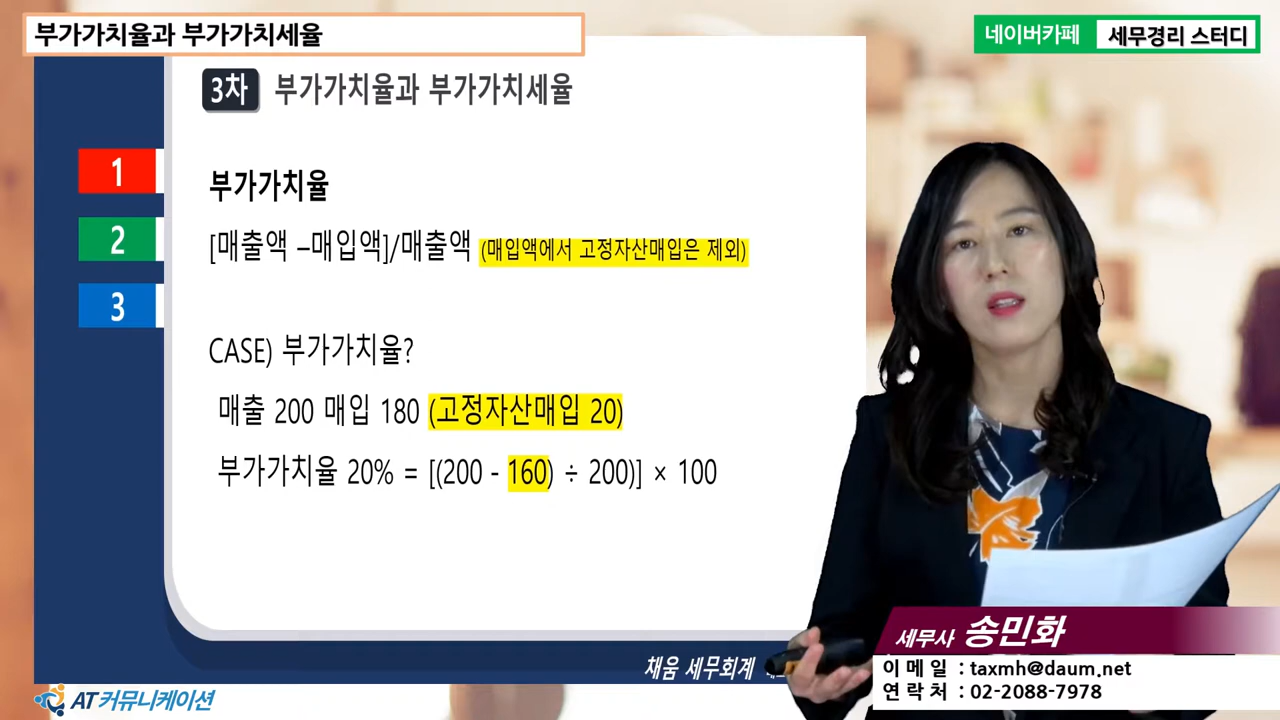 부가가치율과 부가가치세율
네이버카페 세무경리 스터디
3차 부가가치율과 부가가치세율
1
2
3
부가가치율
[매출액 –매입액]/매출액 (매입액에서 고정자산매입은 제외)
CASE) 부가가치율?
매출 200 매입 180 (고정자산매입 20)
부가가치율 20% = [(200 - 160) ÷ 200)] × 100
채움 세무회계
세무사 송민화
이 메 일 : taxmh@daum.net
연 락 처 : 02-2088-7978
AT커뮤니케이션